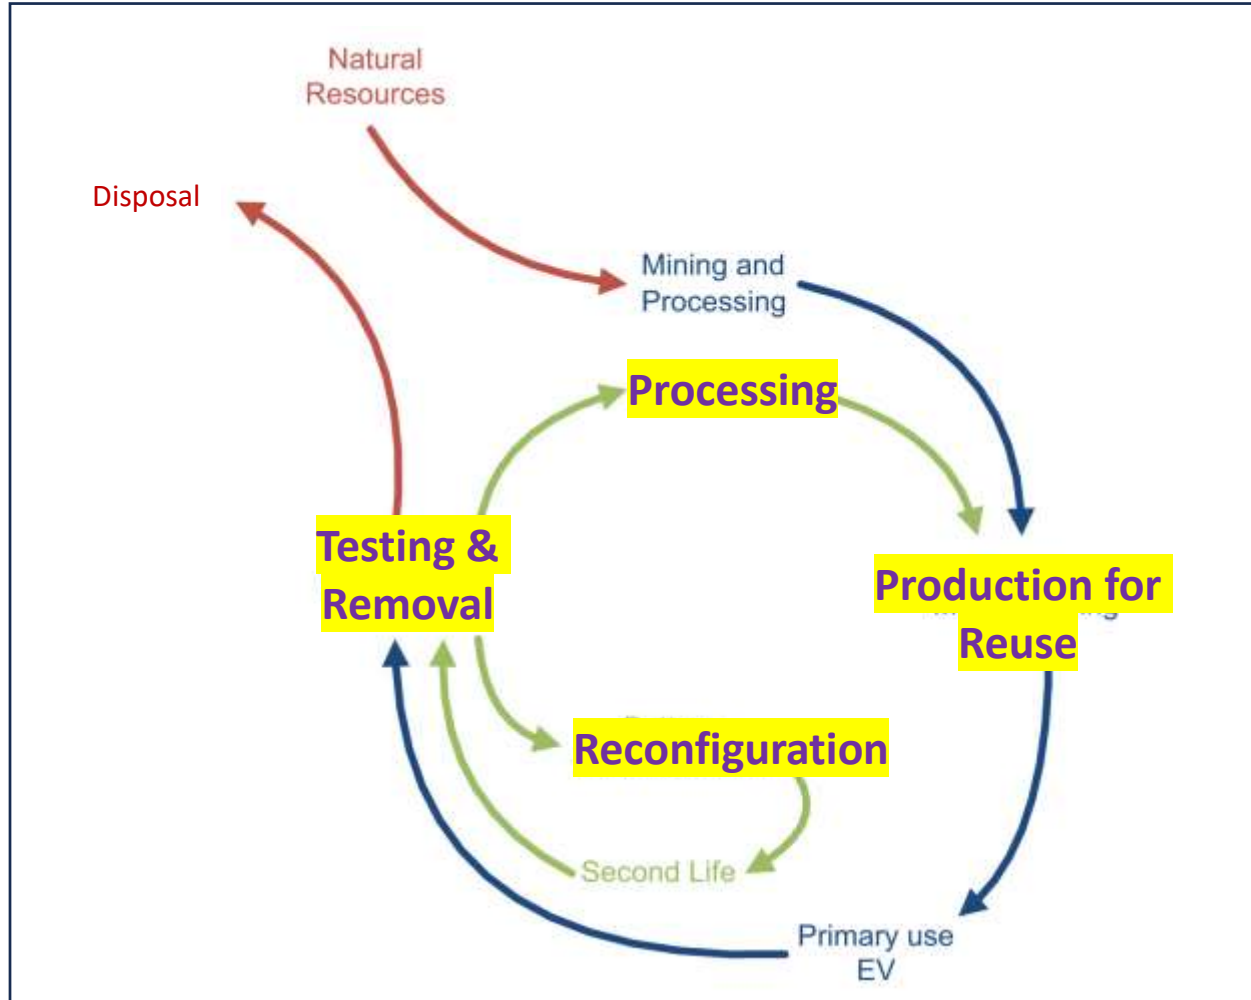 Natural
Resources
Disposal
Mining and
Processing
Processing
Testing &
Removal
Production for
Reuse
Reconfiguration
Second Life
Primary use
EV